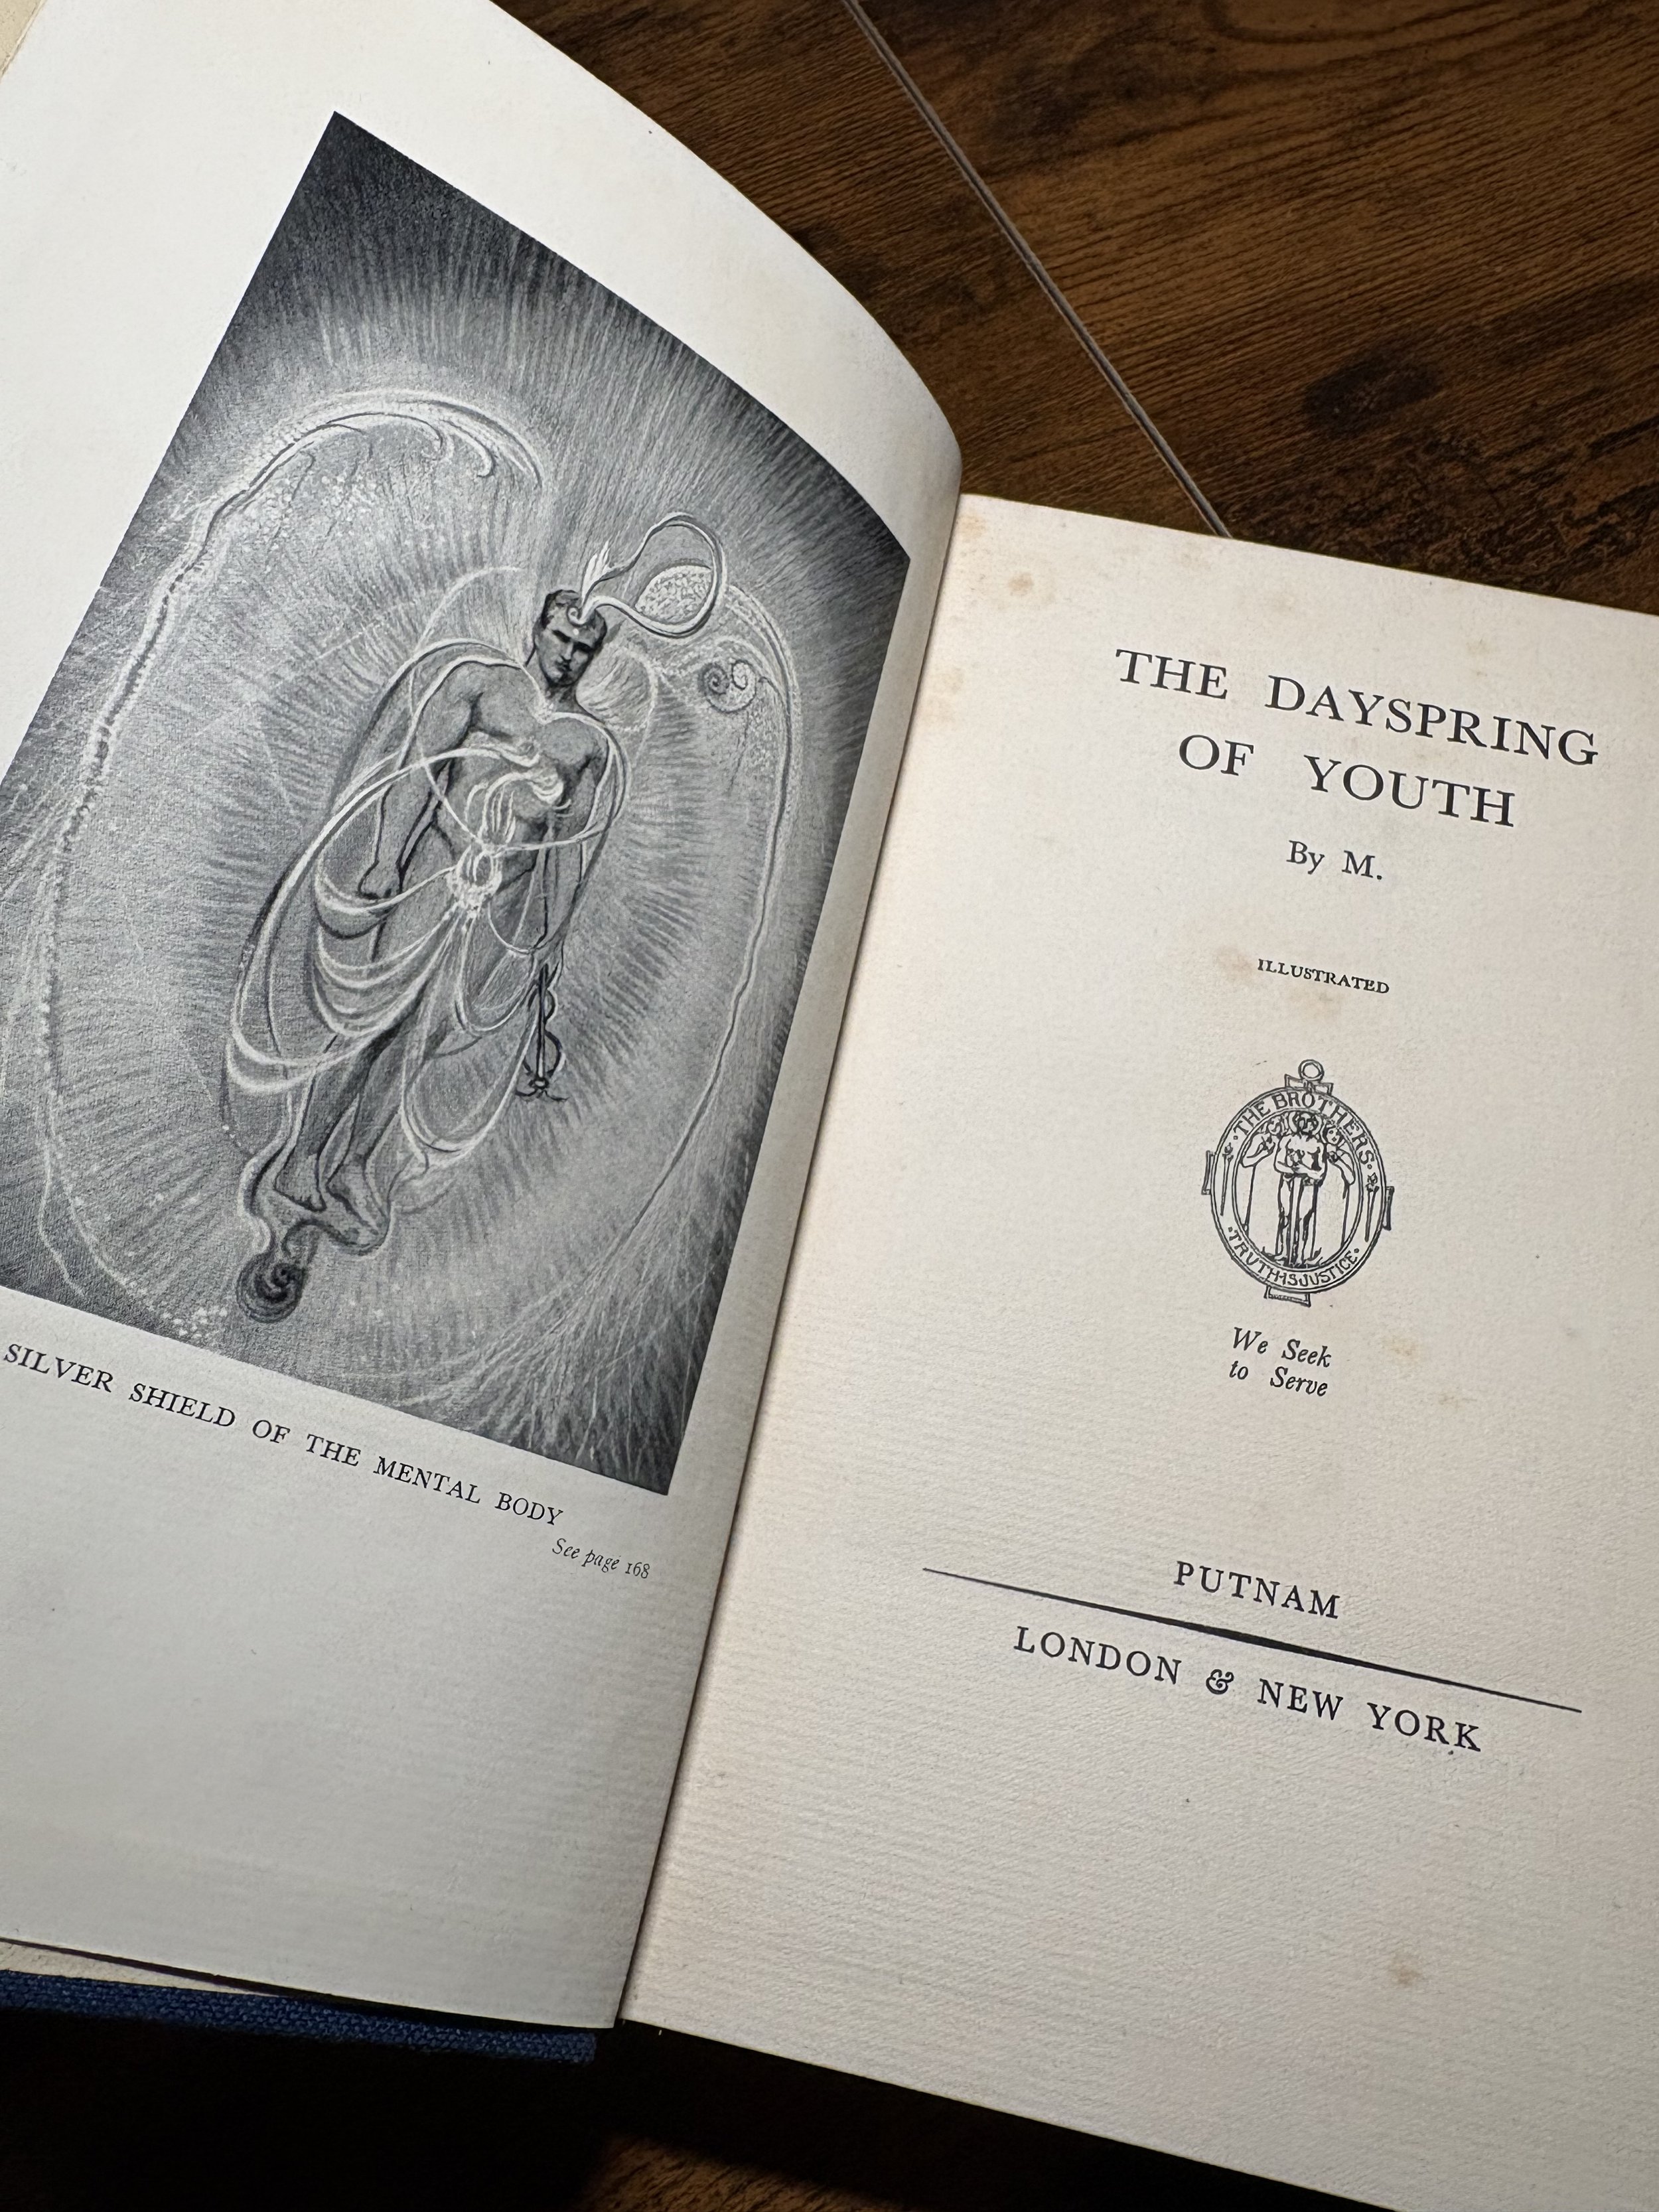 SILVER SHIELD OF THE MENTAL BODY
See page 168
THE DAYSPRING
OF YOUTH
By M.
ILLUSTRATED
·THE BROTHERS·
·TRUTH·IS·JUSTICE·
We Seek
to Serve
PUTNAM
LONDON & NEW YORK